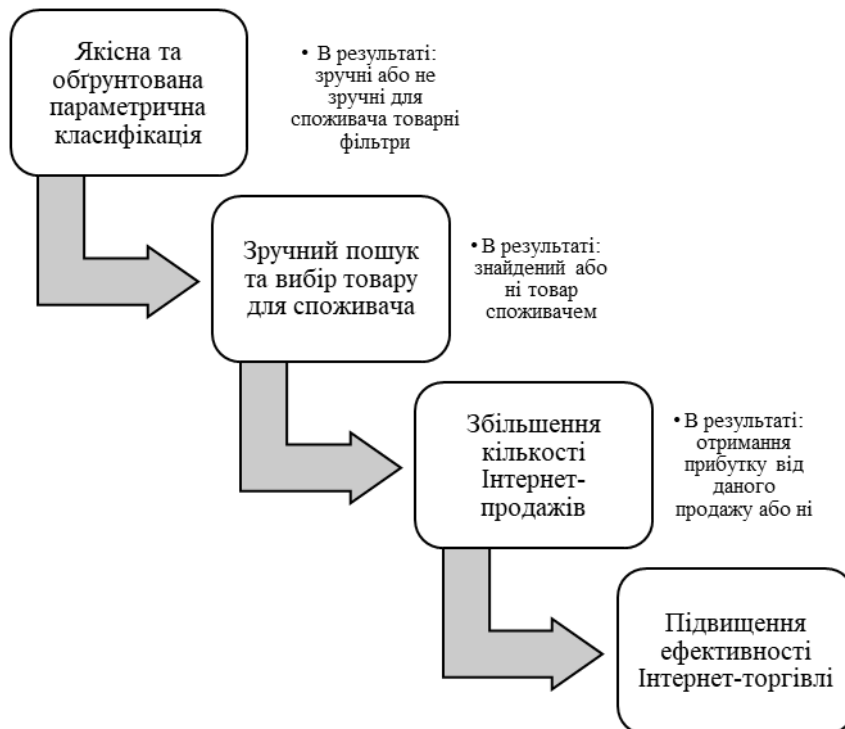 Якісна та
обґрунтована
параметрична
класифікація
• В результаті:
зручні або не
зручні для
споживача товарні
фільтри
Зручний пошук
та вибір товару
для споживача
• В результаті:
знайдений або
ні товар
споживачем
Збільшення
кількості
Інтернет-
продажів
• В результаті:
отримання
прибутку від
даного
продажу або ні
Підвищення
ефективності
Інтернет-торгівлі